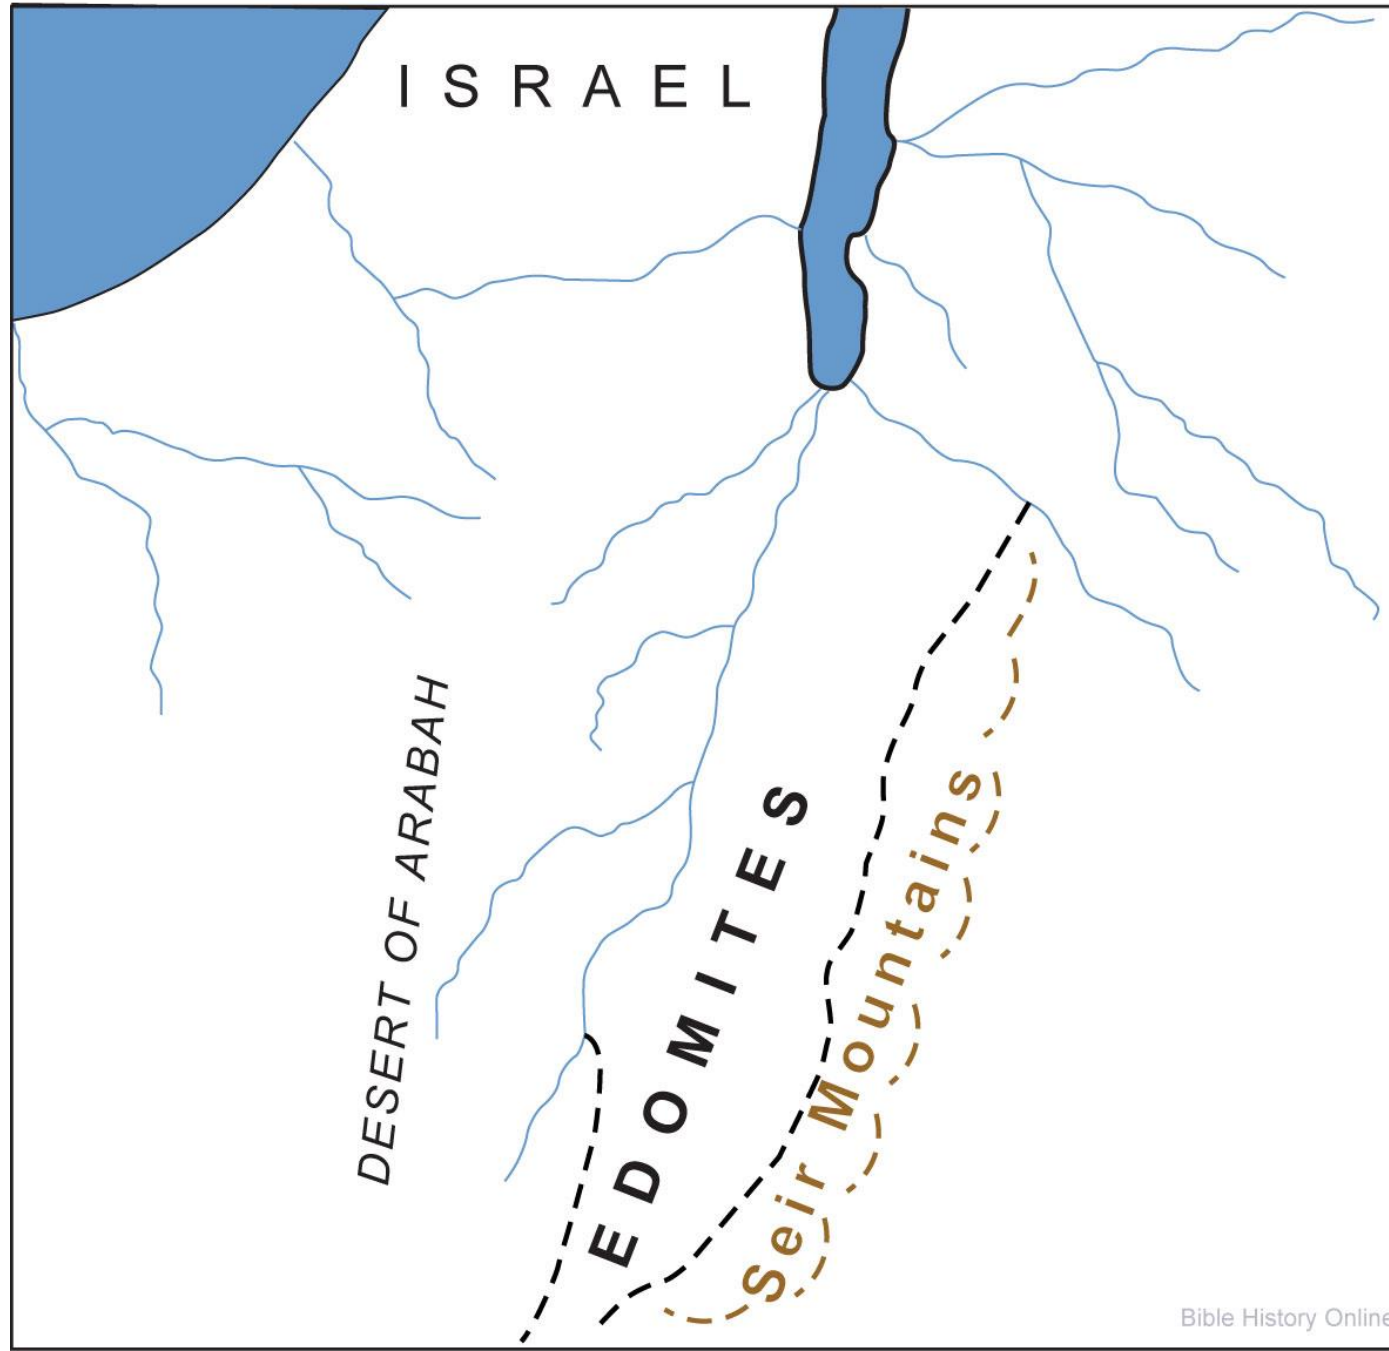 ISRAEL
DESERT OF ARABAH
EDOMITES
Seir Mountains
Bible History Online